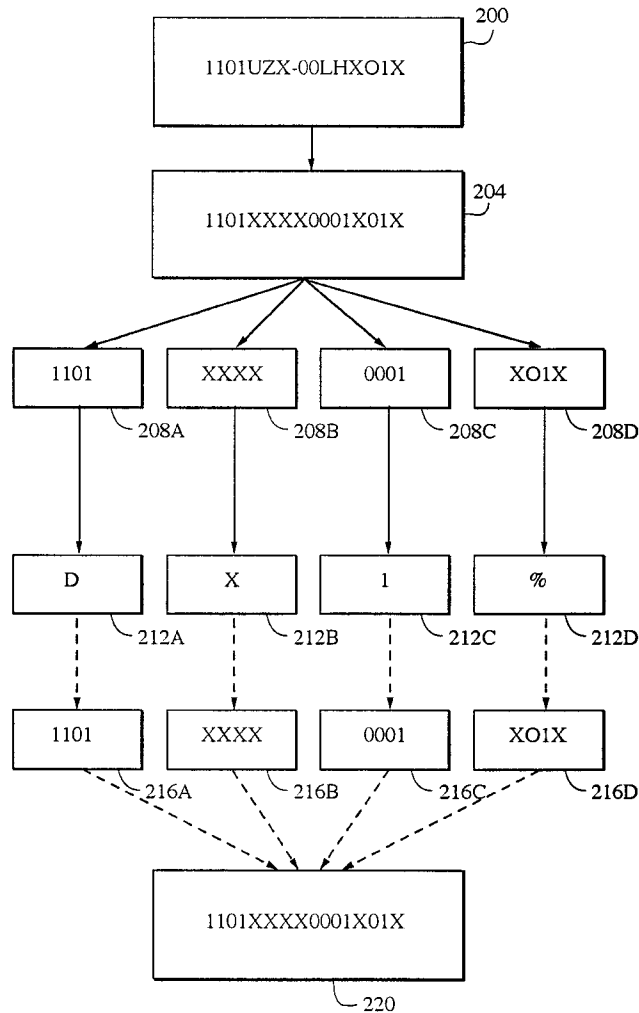 200
1101UZX-00LHXO1X
204
1101XXXX0001X01X
1101 XXXX 0001 XO1X
208A 208B 208C 208D
D X 1 %
212A 212B 212C 212D
1101 XXXX 0001 XO1X
216A 216B 216C 216D
1101XXXX0001X01X
220